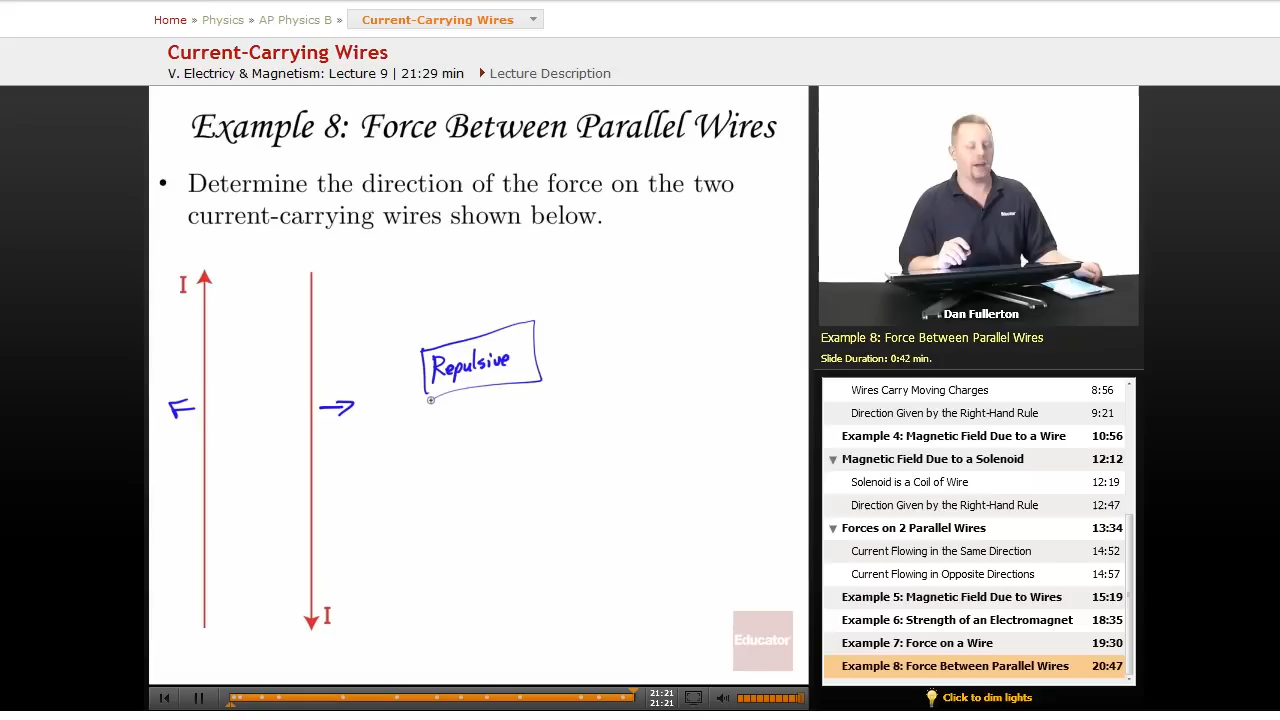 Home » Physics » AP Physics B » Current-Carrying Wires
Current-Carrying Wires
V. Electricy & Magnetism: Lecture 9 | 21:29 min Lecture Description
Example 8: Force Between Parallel Wires
• Determine the direction of the force on the two
current-carrying wires shown below.
I
Repulsive
I
Educator
Educator
Dan Fullerton
Example 8: Force Between Parallel Wires
Slide Duration: 0:42 min.
Wires Carry Moving Charges 8:56
Direction Given by the Right-Hand Rule 9:21
Example 4: Magnetic Field Due to a Wire 10:56
Magnetic Field Due to a Solenoid 12:12
Solenoid is a Coil of Wire 12:19
Direction Given by the Right-Hand Rule 12:47
Forces on 2 Parallel Wires 13:34
Current Flowing in the Same Direction 14:52
Current Flowing in Opposite Directions 14:57
Example 5: Magnetic Field Due to Wires 15:19
Example 6: Strength of an Electromagnet 18:35
Example 7: Force on a Wire 19:30
Example 8: Force Between Parallel Wires 20:47
21:21
21:21
Click to dim lights